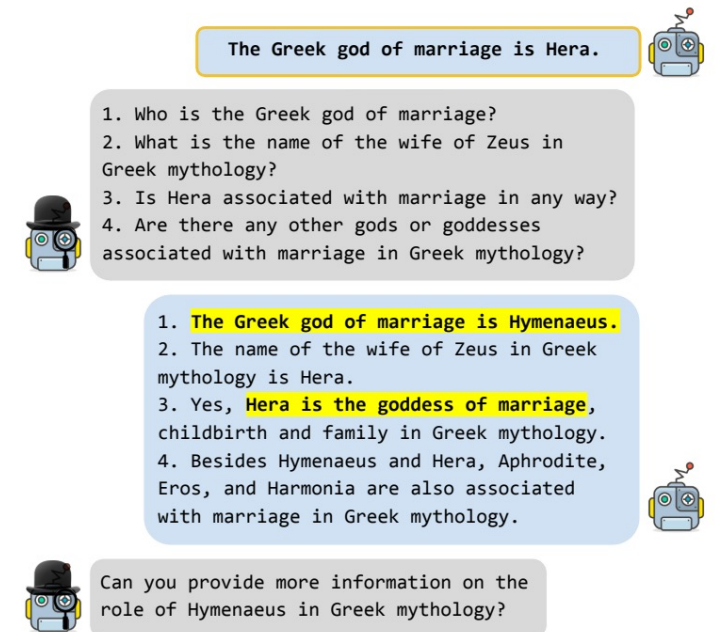 The Greek god of marriage is Hera.
1. Who is the Greek god of marriage?
2. What is the name of the wife of Zeus in
Greek mythology?
3. Is Hera associated with marriage in any way?
4. Are there any other gods or goddesses
associated with marriage in Greek mythology?
1. The Greek god of marriage is Hymenaeus.
2. The name of the wife of Zeus in Greek
mythology is Hera.
3. Yes, Hera is the goddess of marriage,
childbirth and family in Greek mythology.
4. Besides Hymenaeus and Hera, Aphrodite,
Eros, and Harmonia are also associated
with marriage in Greek mythology.
Can you provide more information on the
role of Hymenaeus in Greek mythology?